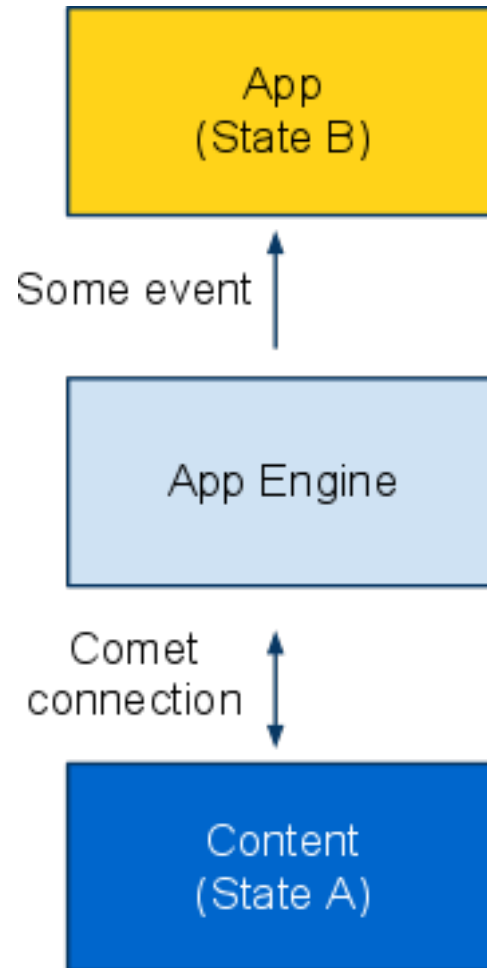 App
(State B)
Some event
App Engine
Comet
connection
Content
(State A)